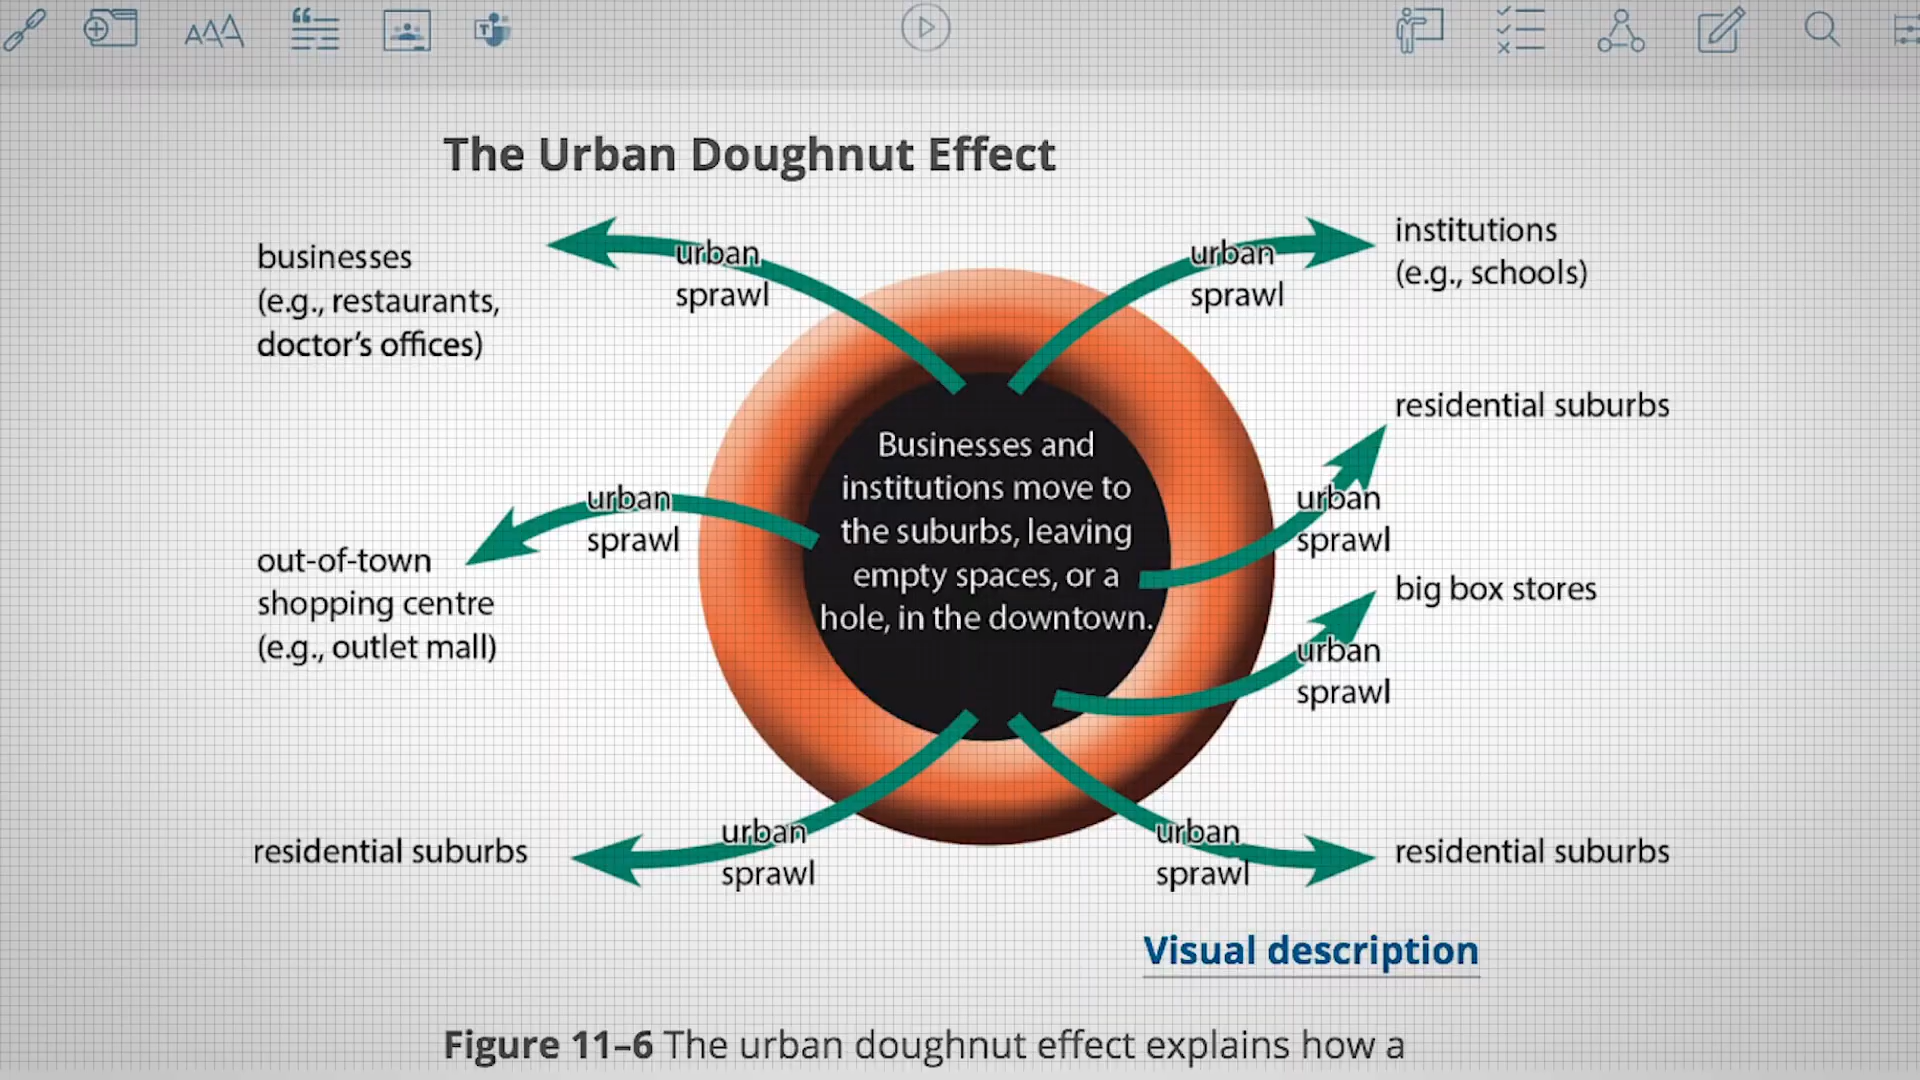 The Urban Doughnut Effect
businesses
(e.g., restaurants,
doctor's offices)
urban
sprawl
urban
sprawl
institutions
(e.g., schools)
residential suburbs
urban
sprawl
Businesses and
institutions move to
the suburbs, leaving
empty spaces, or a
hole, in the downtown.
urban
sprawl
out-of-town
shopping centre
(e.g., outlet mall)
big box stores
urban
sprawl
residential suburbs
urban
sprawl
urban
sprawl
residential suburbs
Visual description
Figure 11–6 The urban doughnut effect explains how a